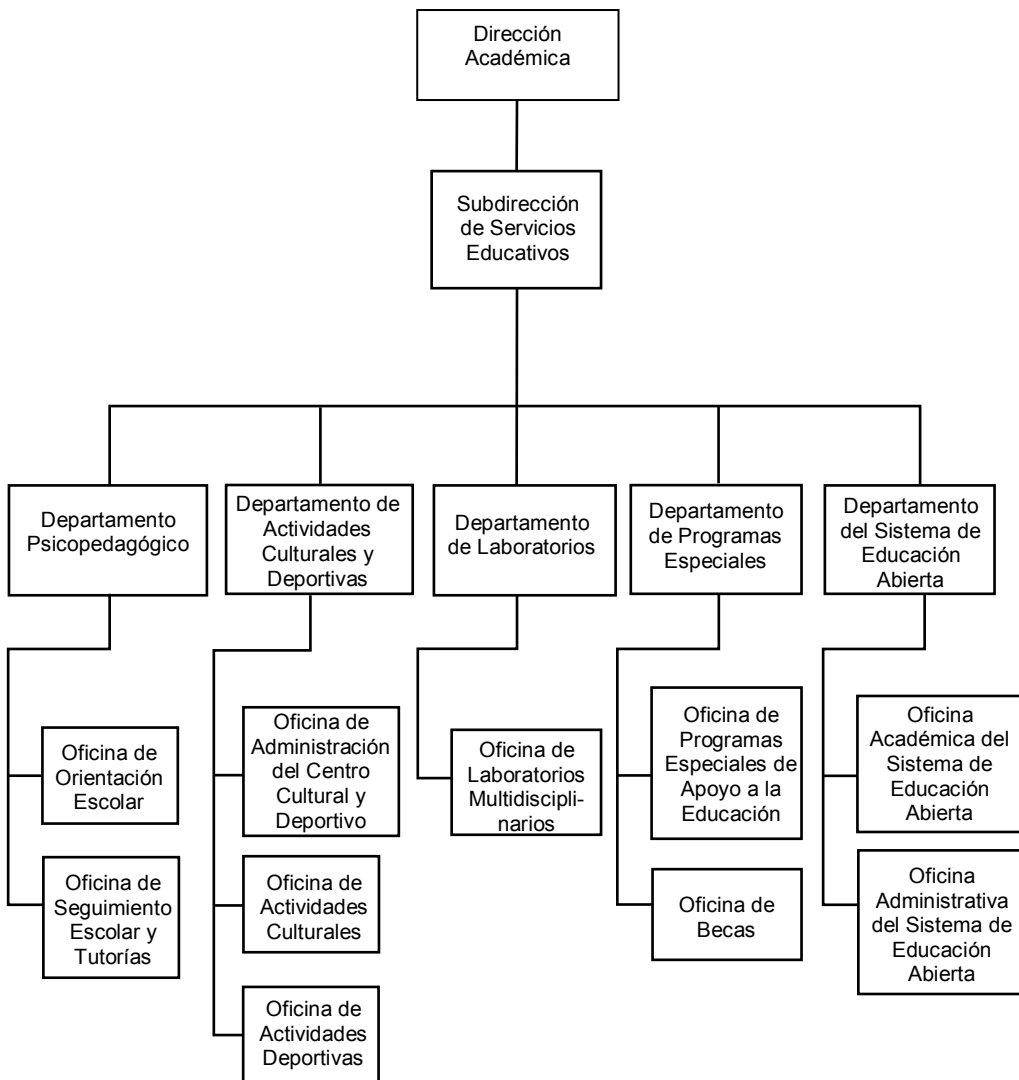 Dirección
Académica
Subdirección
de Servicios
Educativos
Departamento
Psicopedagógico
Departamento de
Actividades
Culturales y
Deportivas
Departamento
de Laboratorios
Departamento
de Programas
Especiales
Departamento
del Sistema de
Educación
Abierta
Oficina de
Orientación
Escolar
Oficina de
Seguimiento
Escolar y
Tutorías
Oficina de
Administración
del Centro
Cultural y
Deportivo
Oficina de
Actividades
Culturales
Oficina de
Actividades
Deportivas
Oficina de
Laboratorios
Multidiscipli-
narios
Oficina de
Programas
Especiales de
Apoyo a la
Educación
Oficina de
Becas
Oficina
Académica del
Sistema de
Educación
Abierta
Oficina
Administrativa
del Sistema de
Educación
Abierta